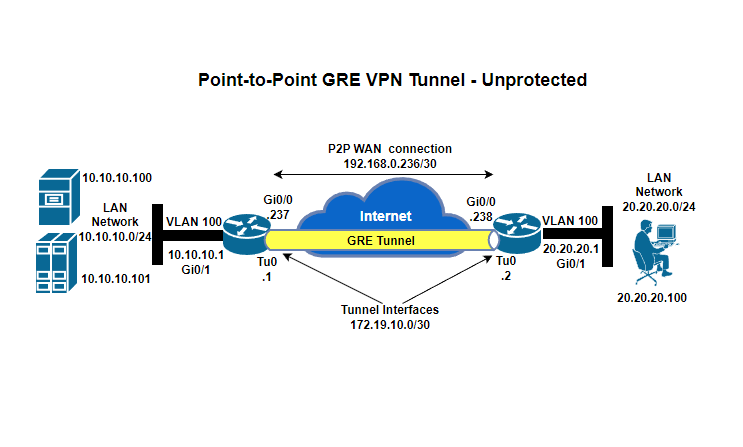 Point-to-Point GRE VPN Tunnel - Unprotected
P2P WAN connection
192.168.0.236/30
10.10.10.100
LAN
Network
10.10.10.0/24
10.10.10.101
VLAN 100
10.10.10.1
Gi0/1
Gi0/0
.237
Tu0
.1
Internet
GRE Tunnel
Gi0/0
.238
Tu0
.2
VLAN 100
20.20.20.1
Gi0/1
LAN
Network
20.20.20.0/24
20.20.20.100
Tunnel Interfaces
172.19.10.0/30